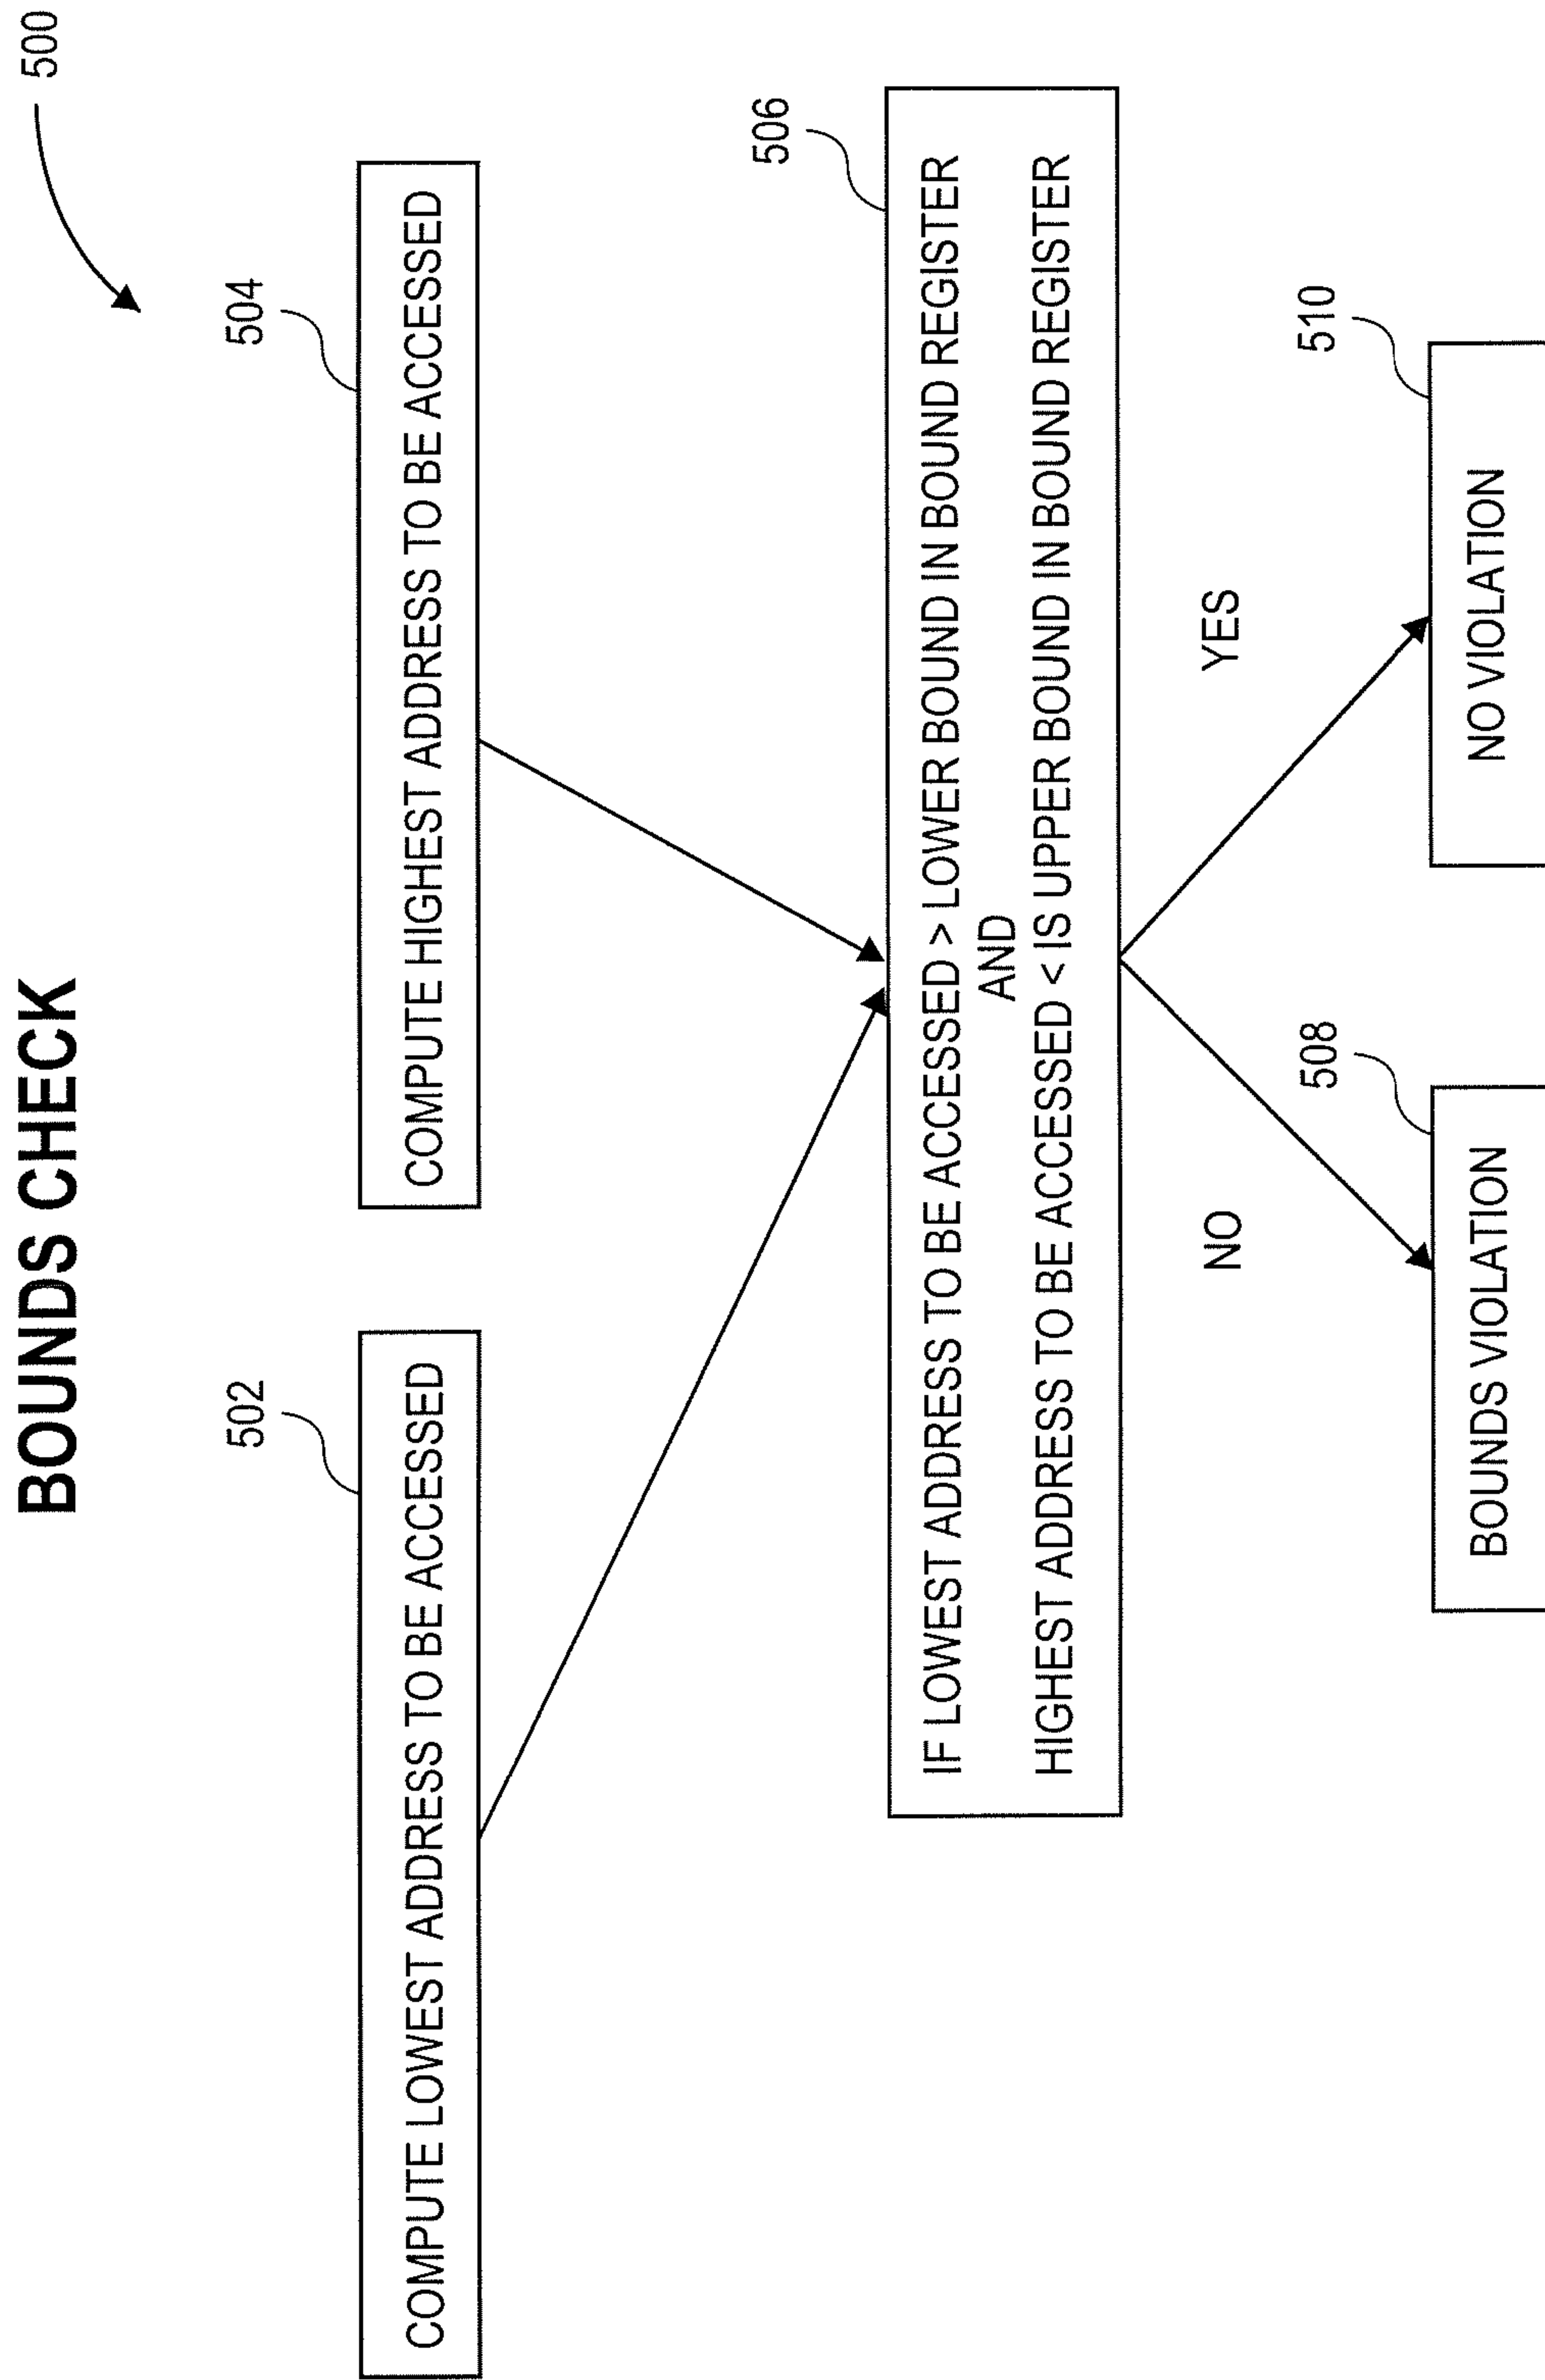 BOUNDS CHECK
500
502
COMPUTE LOWEST ADDRESS TO BE ACCESSED
504
COMPUTE HIGHEST ADDRESS TO BE ACCESSED
506
IF LOWEST ADDRESS TO BE ACCESSED > LOWER BOUND IN BOUND REGISTER
AND
HIGHEST ADDRESS TO BE ACCESSED < IS UPPER BOUND IN BOUND REGISTER
NO
YES
508
BOUNDS VIOLATION
510
NO VIOLATION